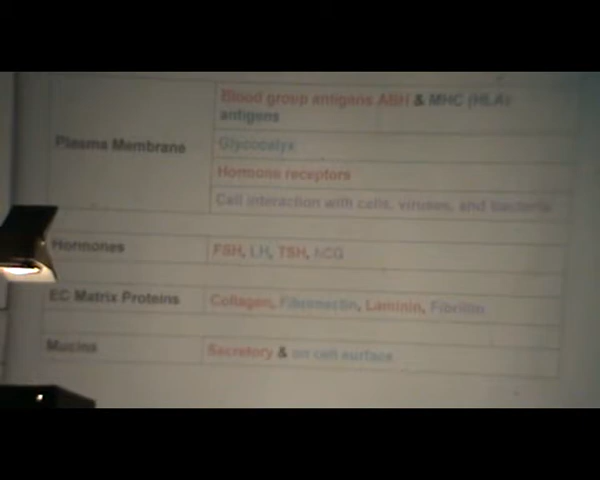 Blood group antigens ABH & MHC (HLA)
antigens
Plasma Membrane
Glycocalyx
Hormone receptors
Cell interaction with cells, viruses, and bacteria
Hormones
FSH, LH, TSH, hCG
EC Matrix Proteins
Collagen, Fibronectin, Laminin, Fibrillin
Mucins
Secretory & on cell surface